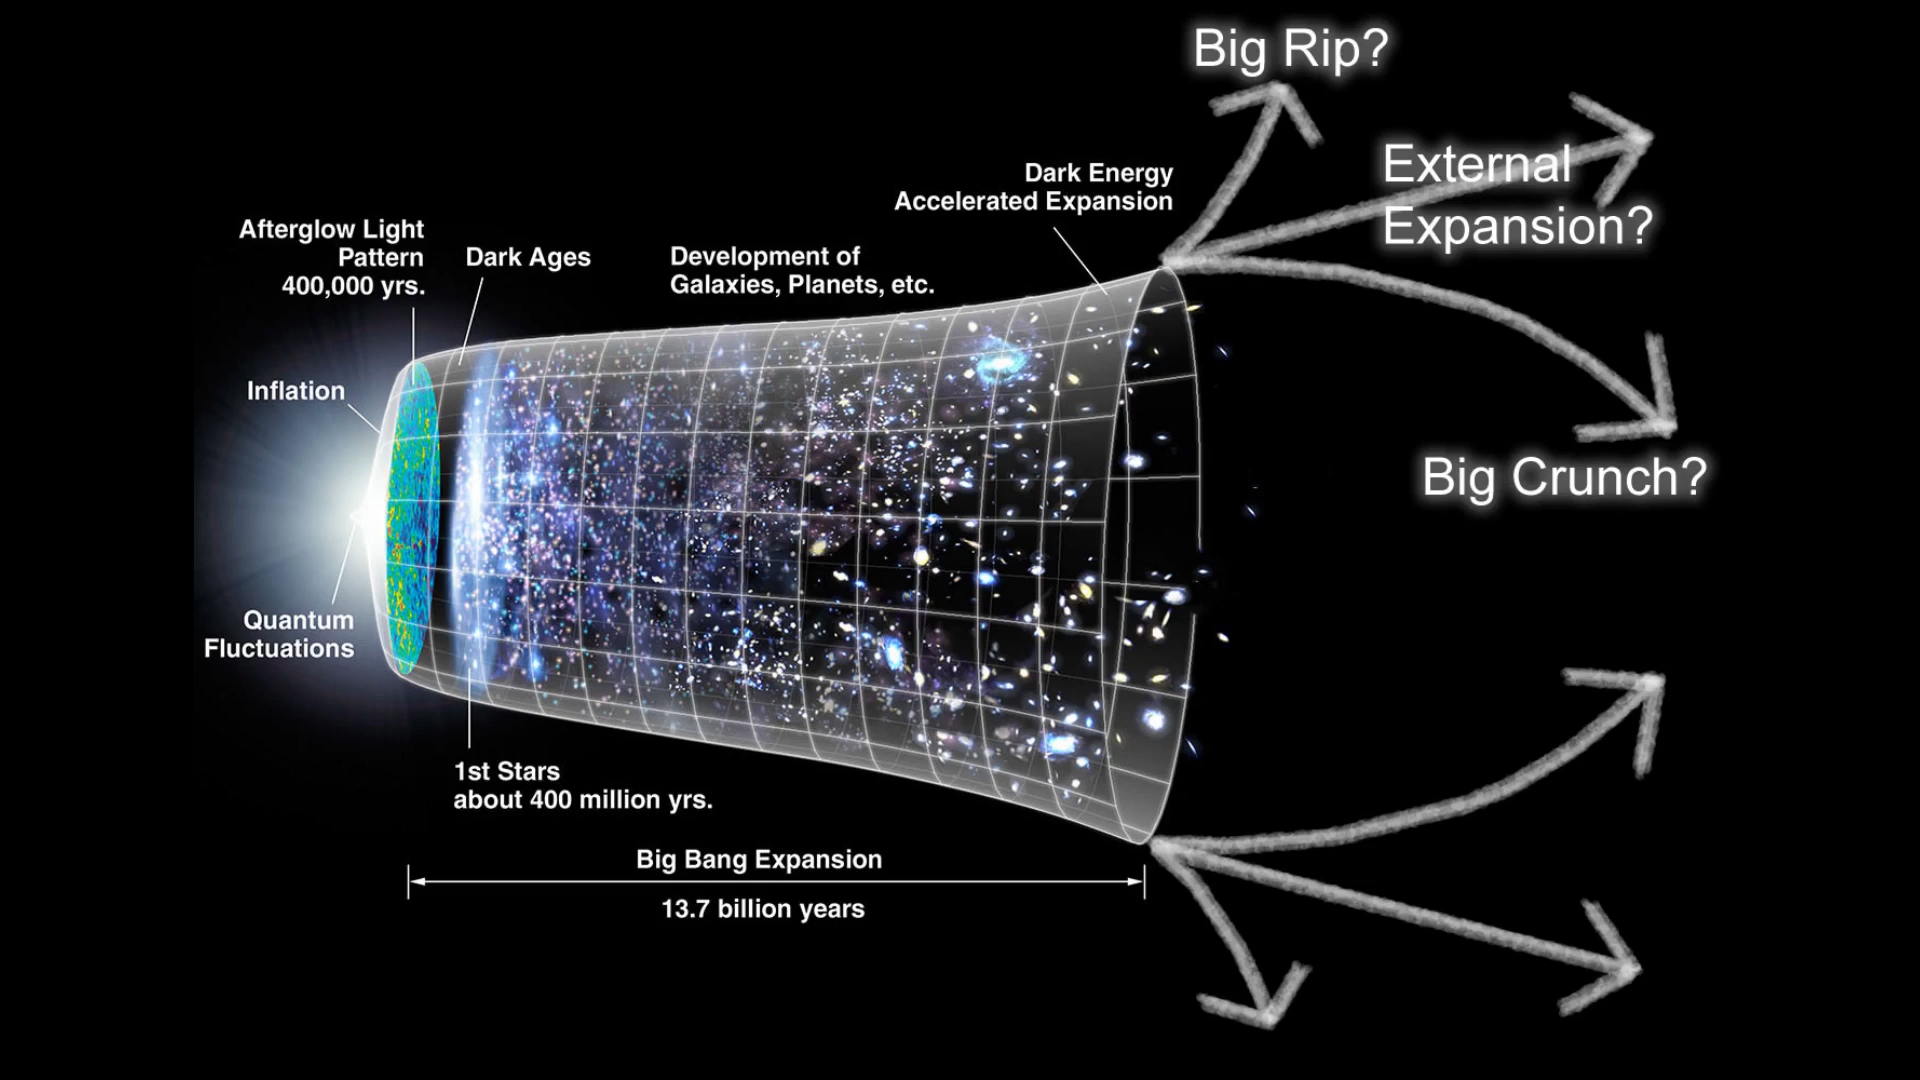 Big Rip?
External
Expansion?
Dark Energy
Accelerated Expansion
Afterglow Light
Pattern
400,000 yrs.
Dark Ages
Development of
Galaxies, Planets, etc.
Inflation
Big Crunch?
Quantum
Fluctuations
1st Stars
about 400 million yrs.
Big Bang Expansion
13.7 billion years